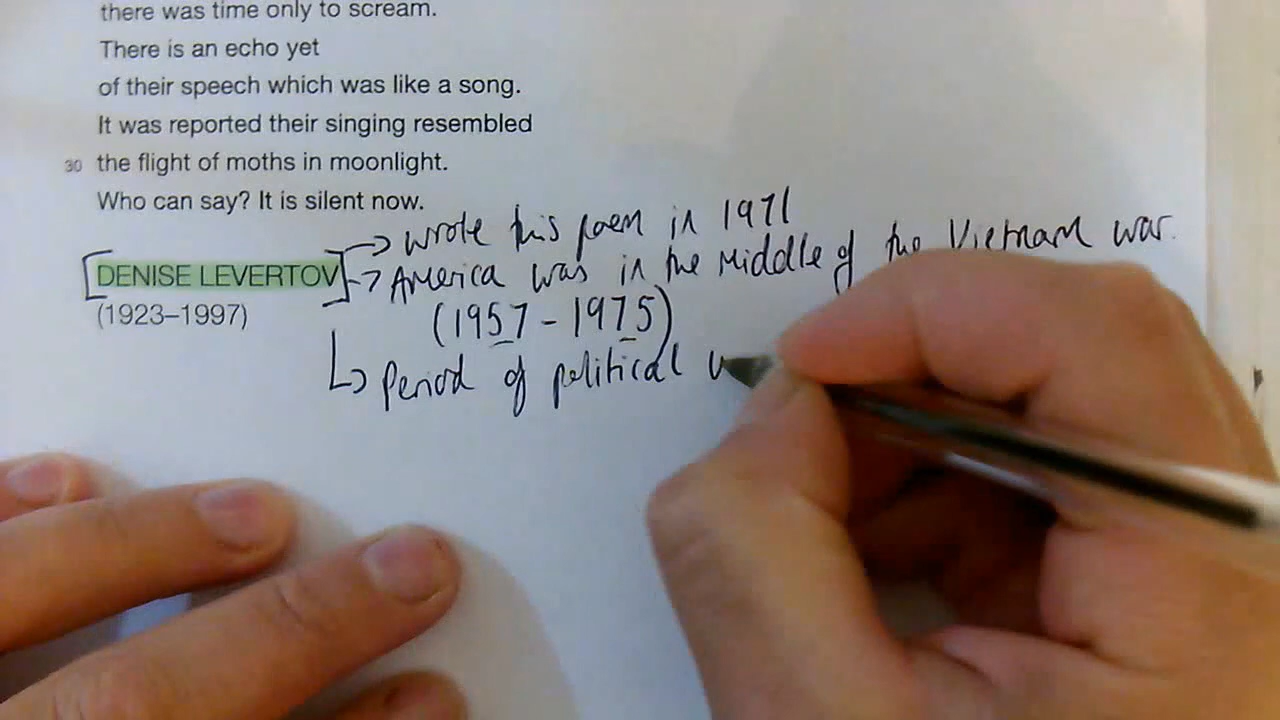 there was time only to scream.
There is an echo yet
of their speech which was like a song.
It was reported their singing resembled
30 the flight of moths in moonlight.
Who can say? It is silent now.
→ wrote this poem in 1971
[DENISE LEVERTOV] → America was in the middle of the Vietnam war.
(1923–1997) (1957 - 1975)
↳ period of political